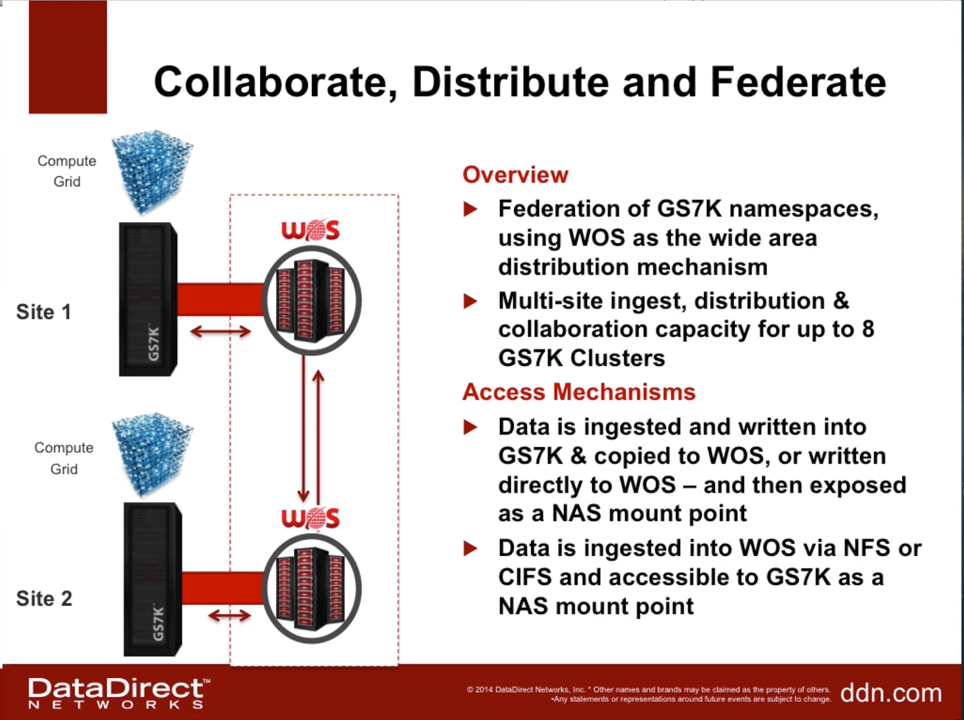 Collaborate, Distribute and Federate
Compute
Grid
WOS
Site 1
GS7K™
Compute
Grid
WOS
Site 2
GS7K™
Overview
Federation of GS7K namespaces,
using WOS as the wide area
distribution mechanism
Multi-site ingest, distribution &
collaboration capacity for up to 8
GS7K Clusters
Access Mechanisms
Data is ingested and written into
GS7K & copied to WOS, or written
directly to WOS – and then exposed
as a NAS mount point
Data is ingested into WOS via NFS or
CIFS and accessible to GS7K as a
NAS mount point
DataDirect™
NETWORKS
© 2014 DataDirect Networks, Inc. * Other names and brands may be claimed as the property of others.
•Any statements or representations around future events are subject to change.
ddn.com